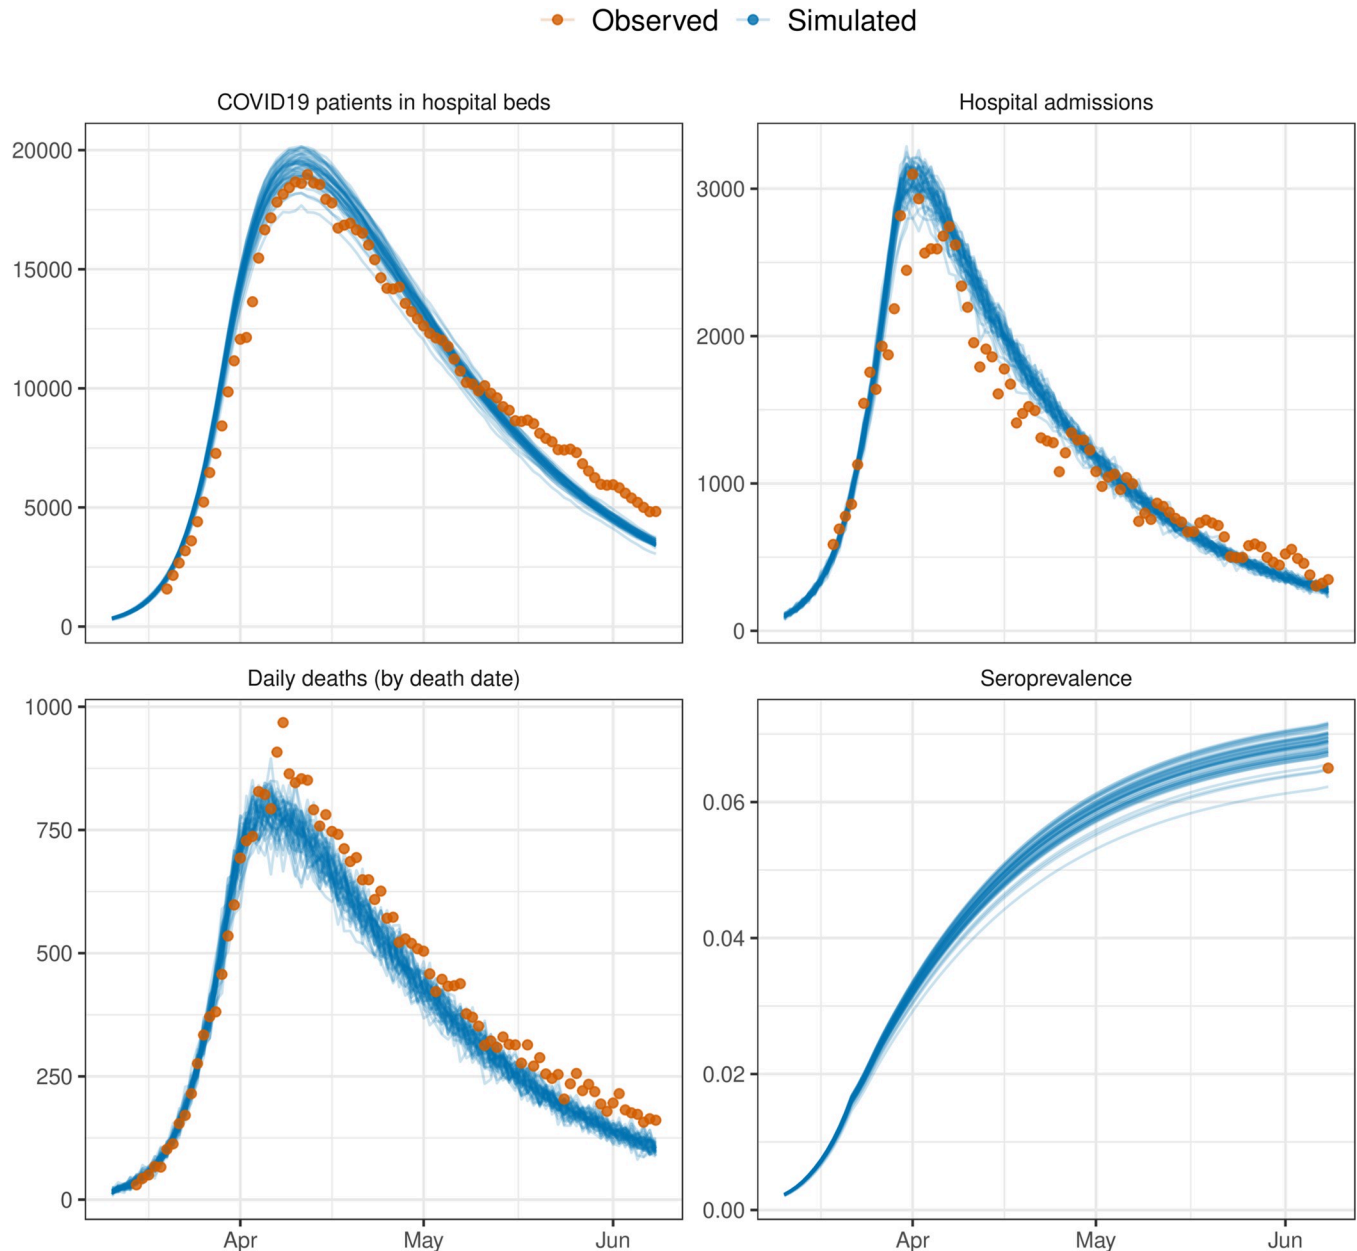 Observed Simulated
COVID19 patients in hospital beds
Hospital admissions
20000
15000
10000
5000
0
3000
2000
1000
0
Daily deaths (by death date)
Seroprevalence
1000
750
500
250
0
0.06
0.04
0.02
0.00
Apr May Jun
Apr May Jun